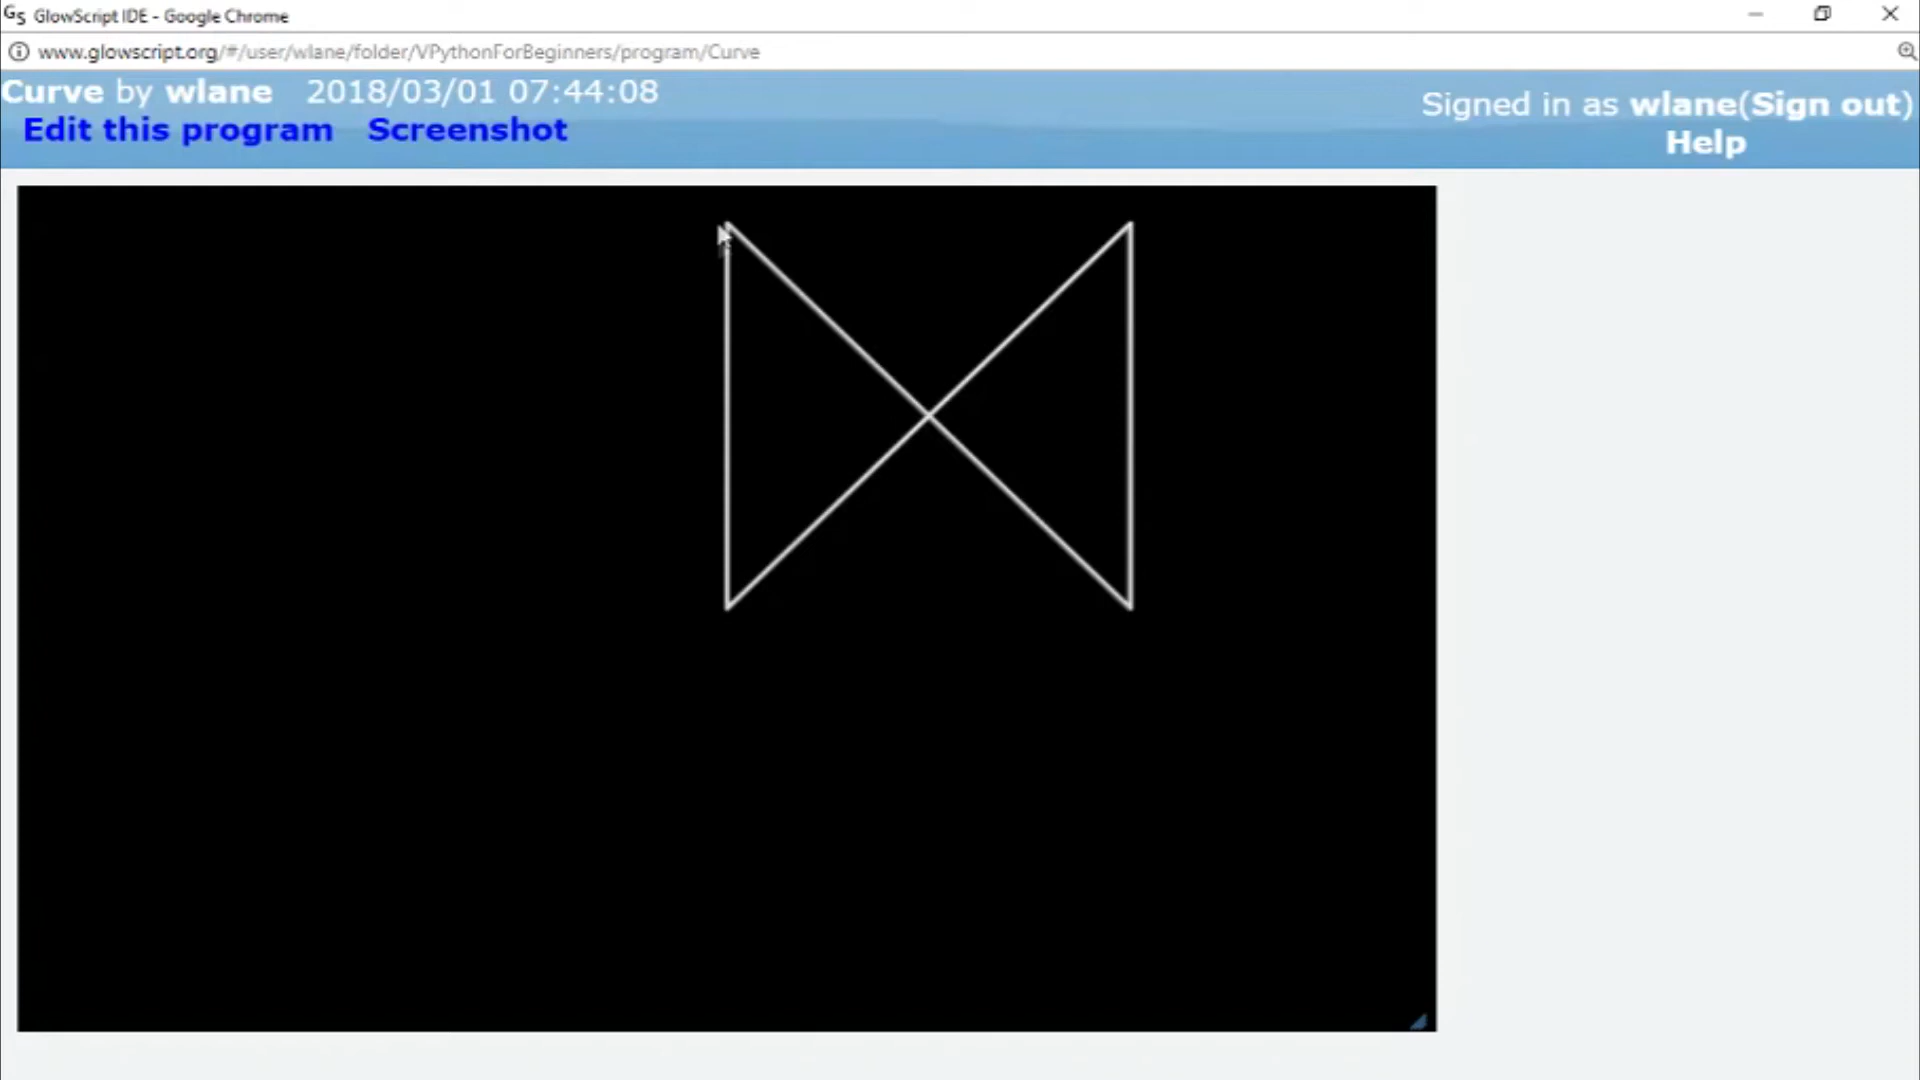 GS GlowScript IDE - Google Chrome
www.glowscript.org/#/user/wlane/folder/VPythonForBeginners/program/Curve
Curve by wlane 2018/03/01 07:44:08
Signed in as wlane(Sign out)
Edit this program Screenshot
Help